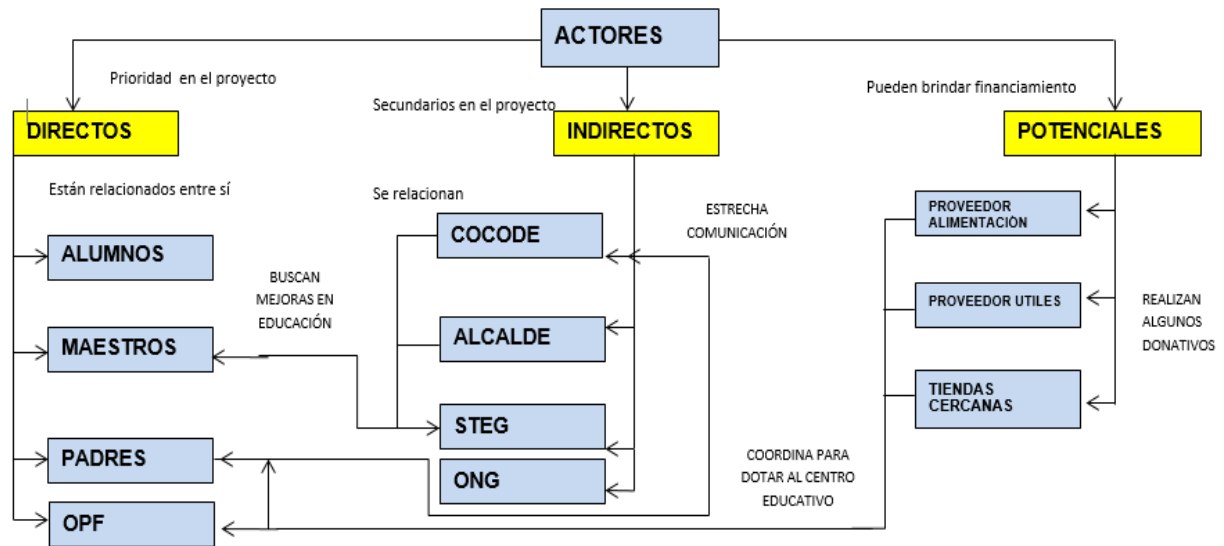 ACTORES
Prioridad en el proyecto
Secundarios en el proyecto
Pueden brindar financiamiento
DIRECTOS
INDIRECTOS
POTENCIALES
Están relacionados entre sí
Se relacionan
ESTRECHA
COMUNICACIÓN
PROVEEDOR
ALIMENTACIÒN
COCODE
ALUMNOS
BUSCAN
MEJORAS EN
EDUCACIÓN
PROVEEDOR UTILES
REALIZAN
ALGUNOS
DONATIVOS
MAESTROS
ALCALDE
TIENDAS
CERCANAS
STEG
PADRES
ONG
COORDINA PARA
DOTAR AL CENTRO
EDUCATIVO
OPF